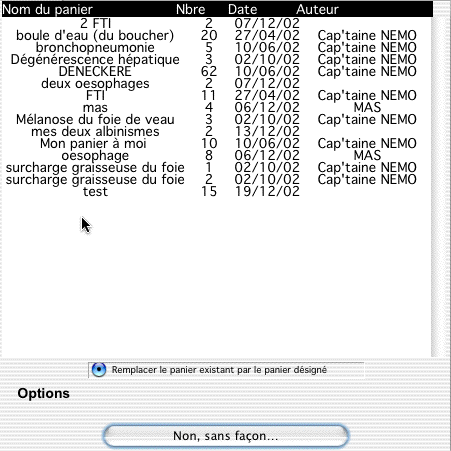 Nom du panier Nbre Date Auteur
2 FTI 2 07/12/02
boule d'eau (du boucher) 20 27/04/02 Cap'taine NEMO
bronchopneumonie 5 10/06/02 Cap'taine NEMO
Dégénérescence hépatique 3 02/10/02 Cap'taine NEMO
DENECKERE 62 10/06/02 Cap'taine NEMO
deux oesophages 2 07/12/02
FTI 11 27/04/02 Cap'taine NEMO
mas 4 06/12/02 MAS
Mélanose du foie de veau 3 02/10/02 Cap'taine NEMO
mes deux albinismes 2 13/12/02
Mon panier à moi 10 10/06/02 Cap'taine NEMO
oesophage 8 06/12/02 MAS
surcharge graisseuse du foie 1 02/10/02 Cap'taine NEMO
surcharge graisseuse du foie 2 02/10/02 Cap'taine NEMO
test 15 19/12/02
Remplacer le panier existant par le panier désigné
Options
Non, sans façon...